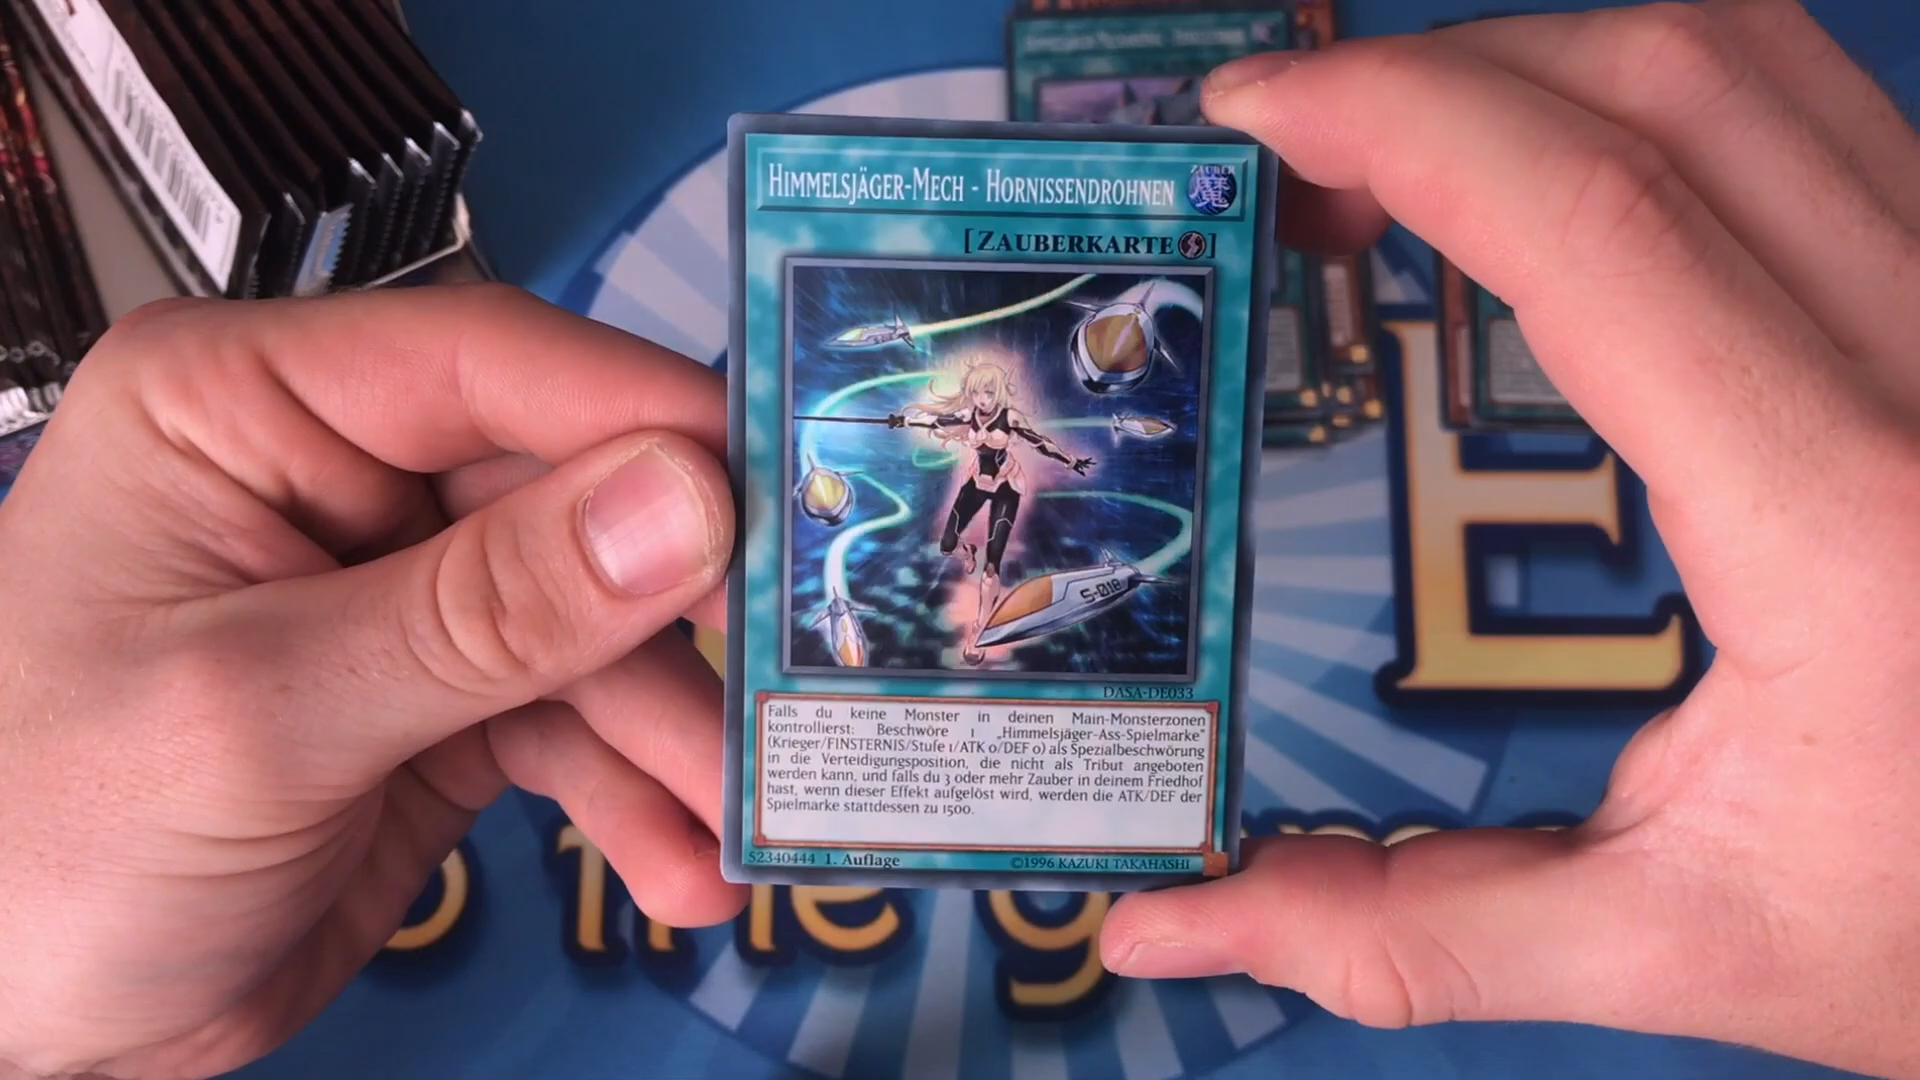 HIMMELSJÄGER-MECH - HORNISSENDROHNEN
ZAUBER
魔
[ZAUBERKARTE]
S-018
DASA-DE033
Falls du keine Monster in deinen Main-Monsterzonen
kontrollierst: Beschwöre 1 „Himmelsjäger-Ass-Spielmarke“
(Krieger/FINSTERNIS/Stufe 1/ATK 0/DEF 0) als Spezialbeschwörung
in die Verteidigungsposition, die nicht als Tribut angeboten
werden kann, und falls du 3 oder mehr Zauber in deinem Friedhof
hast, wenn dieser Effekt aufgelöst wird, werden die ATK/DEF der
Spielmarke stattdessen zu 1500.
52340444 1. Auflage
©1996 KAZUKI TAKAHASHI
E
the g